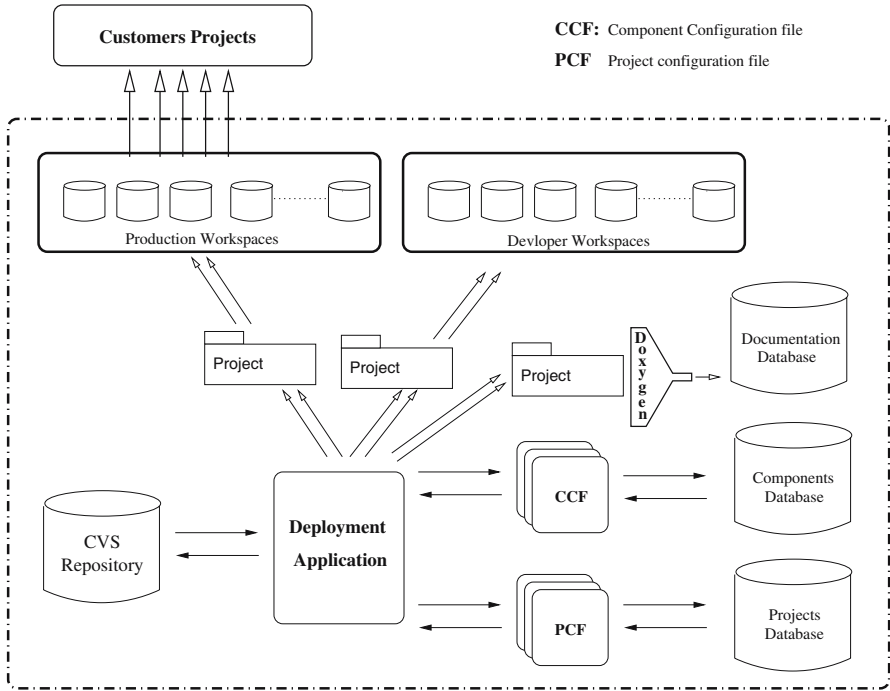 Customers Projects
CCF: Component Configuration file
PCF Project configuration file
Production Workspaces
Devloper Workspaces
Project
Project
Project
Doxygen
Documentation
Database
CCF
Components
Database
CVS
Repository
Deployment
Application
PCF
Projects
Database